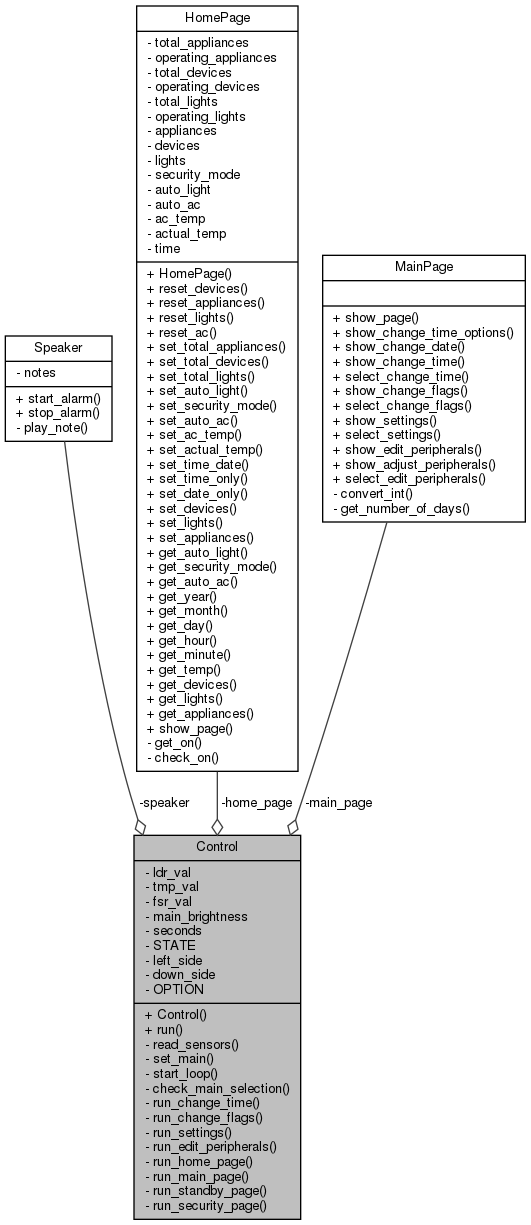 HomePage
- total_appliances
- operating_appliances
- total_devices
- operating_devices
- total_lights
- operating_lights
- appliances
- devices
- lights
- security_mode
- auto_light
- auto_ac
- ac_temp
- actual_temp
- time
+ HomePage()
+ reset_devices()
+ reset_appliances()
+ reset_lights()
+ reset_ac()
+ set_total_appliances()
+ set_total_devices()
+ set_total_lights()
+ set_auto_light()
+ set_security_mode()
+ set_auto_ac()
+ set_ac_temp()
+ set_actual_temp()
+ set_time_date()
+ set_time_only()
+ set_date_only()
+ set_devices()
+ set_lights()
+ set_appliances()
+ get_auto_light()
+ get_security_mode()
+ get_auto_ac()
+ get_year()
+ get_month()
+ get_day()
+ get_hour()
+ get_minute()
+ get_temp()
+ get_devices()
+ get_lights()
+ get_appliances()
+ show_page()
- get_on()
- check_on()
MainPage
+ show_page()
+ show_change_time_options()
+ show_change_date()
+ show_change_time()
+ select_change_time()
+ show_change_flags()
+ select_change_flags()
+ show_settings()
+ select_settings()
+ show_edit_peripherals()
+ show_adjust_peripherals()
+ select_edit_peripherals()
- convert_int()
- get_number_of_days()
Speaker
- notes
+ start_alarm()
+ stop_alarm()
- play_note()
-speaker
-home_page
-main_page
Control
- ldr_val
- tmp_val
- fsr_val
- main_brightness
- seconds
- STATE
- left_side
- down_side
- OPTION
+ Control()
+ run()
- read_sensors()
- set_main()
- start_loop()
- check_main_selection()
- run_change_time()
- run_change_flags()
- run_settings()
- run_edit_peripherals()
- run_home_page()
- run_main_page()
- run_standby_page()
- run_security_page()